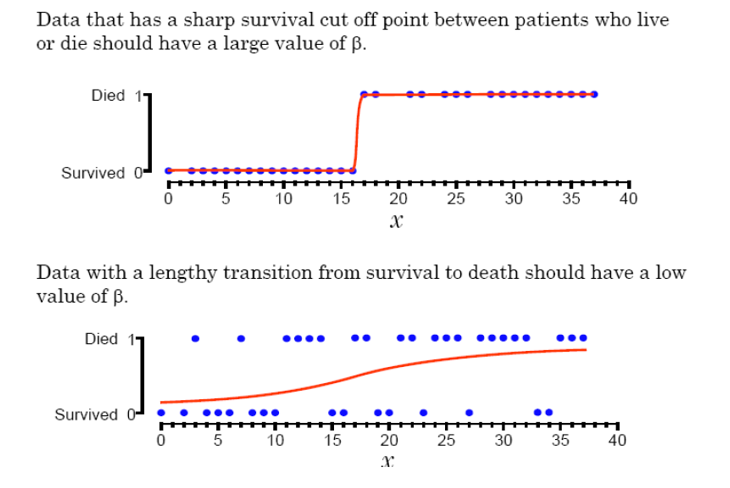 Data that has a sharp survival cut off point between patients who live
or die should have a large value of β.
Died 1
Survived 0
0 5 10 15 20 25 30 35 40
x
Data with a lengthy transition from survival to death should have a low
value of β.
Died 1
Survived 0
0 5 10 15 20 25 30 35 40
x